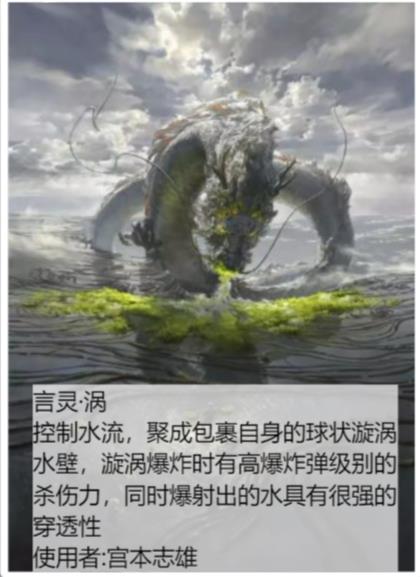 言灵·涡
控制水流，聚成包裹自身的球状漩涡
水壁，漩涡爆炸时有高爆炸弹级别的
杀伤力，同时爆射出的水具有很强的
穿透性
使用者:宫本志雄